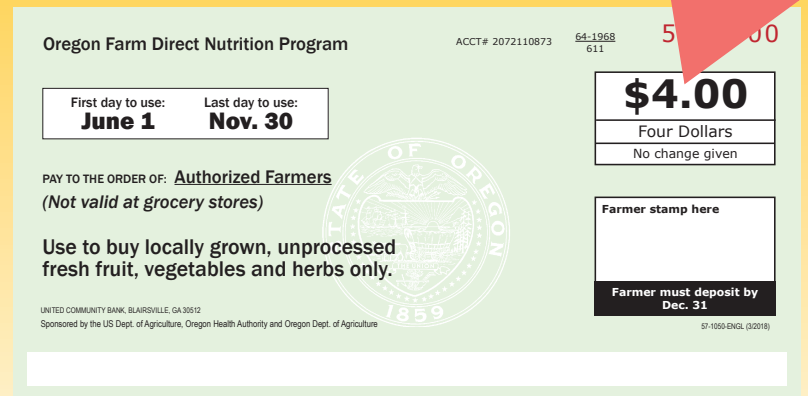 Oregon Farm Direct Nutrition Program
ACCT# 2072110873
64-1968
611
5 00
First day to use:
June 1
Last day to use:
Nov. 30
$4.00
Four Dollars
No change given
PAY TO THE ORDER OF: Authorized Farmers
(Not valid at grocery stores)
STATE OF OREGON
1859
Use to buy locally grown, unprocessed
fresh fruit, vegetables and herbs only.
Farmer stamp here
Farmer must deposit by
Dec. 31
UNITED COMMUNITY BANK, BLAIRSVILLE, GA 30512
Sponsored by the US Dept. of Agriculture, Oregon Health Authority and Oregon Dept. of Agriculture
57-1050-ENGL (3/2018)